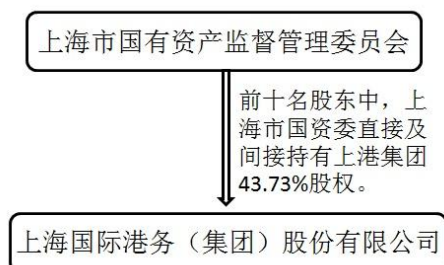 上海市国有资产监督管理委员会
前十名股东中，上
海市国资委直接及
间接持有上港集团
43.73%股权。
上海国际港务（集团）股份有限公司